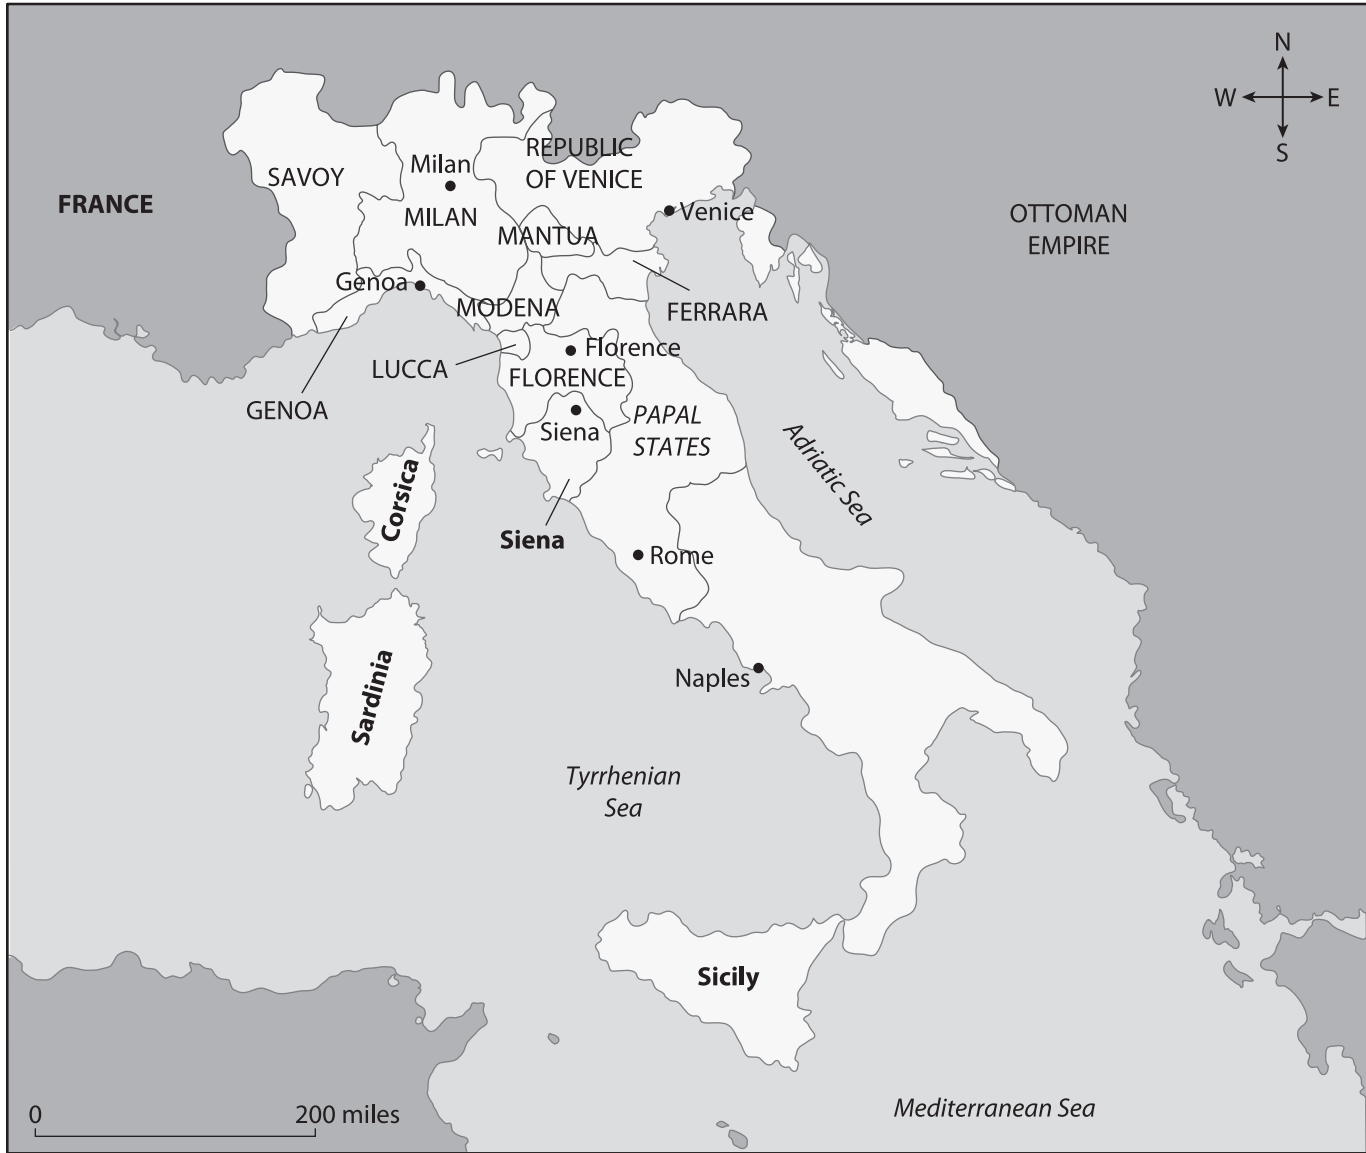 N
W E
S
REPUBLIC
OF VENICE
Milan
SAVOY
FRANCE
MILAN
Venice
OTTOMAN
EMPIRE
MANTUA
Genoa
MODENA
FERRARA
Florence
LUCCA
FLORENCE
GENOA
PAPAL
STATES
Siena
Adriatic Sea
Corsica
Siena
Rome
Naples
Sardinia
Tyrrhenian
Sea
Sicily
Mediterranean Sea
0 200 miles